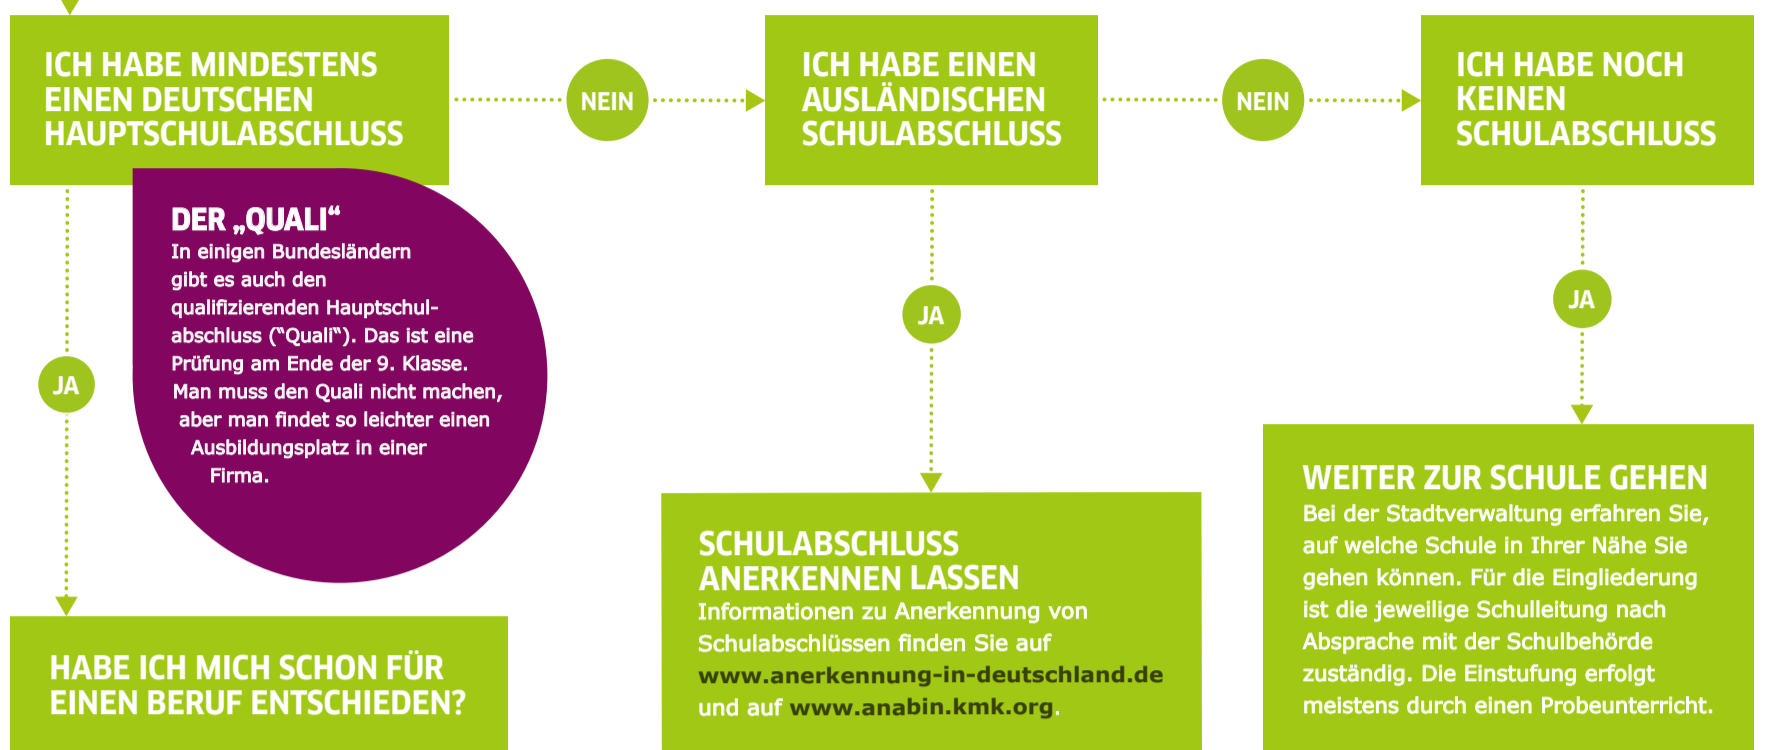 ICH HABE MINDESTENS
EINEN DEUTSCHEN
HAUPTSCHULABSCHLUSS
NEIN
ICH HABE EINEN
AUSLÄNDISCHEN
SCHULABSCHLUSS
NEIN
ICH HABE NOCH
KEINEN
SCHULABSCHLUSS
DER „QUALI“
In einigen Bundesländern
gibt es auch den
qualifizierenden Hauptschul-
abschluss (“Quali“). Das ist eine
Prüfung am Ende der 9. Klasse.
Man muss den Quali nicht machen,
aber man findet so leichter einen
Ausbildungsplatz in einer
Firma.
JA
JA
JA
HABE ICH MICH SCHON FÜR
EINEN BERUF ENTSCHIEDEN?
SCHULABSCHLUSS
ANERKENNEN LASSEN
Informationen zu Anerkennung von
Schulabschlüssen finden Sie auf
www.anerkennung-in-deutschland.de
und auf www.anabin.kmk.org.
WEITER ZUR SCHULE GEHEN
Bei der Stadtverwaltung erfahren Sie,
auf welche Schule in Ihrer Nähe Sie
gehen können. Für die Eingliederung
ist die jeweilige Schulleitung nach
Absprache mit der Schulbehörde
zuständig. Die Einstufung erfolgt
meistens durch einen Probeunterricht.